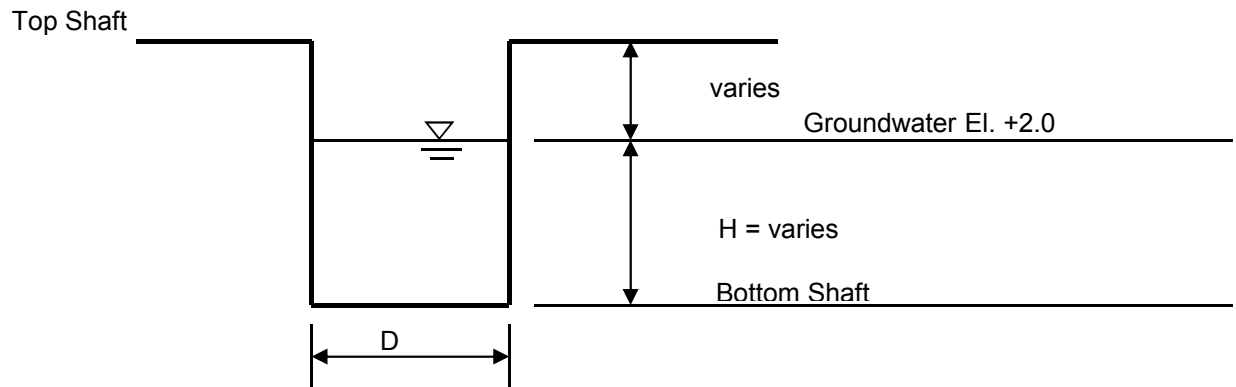 Top Shaft
varies
Groundwater El. +2.0
H = varies
Bottom Shaft
D